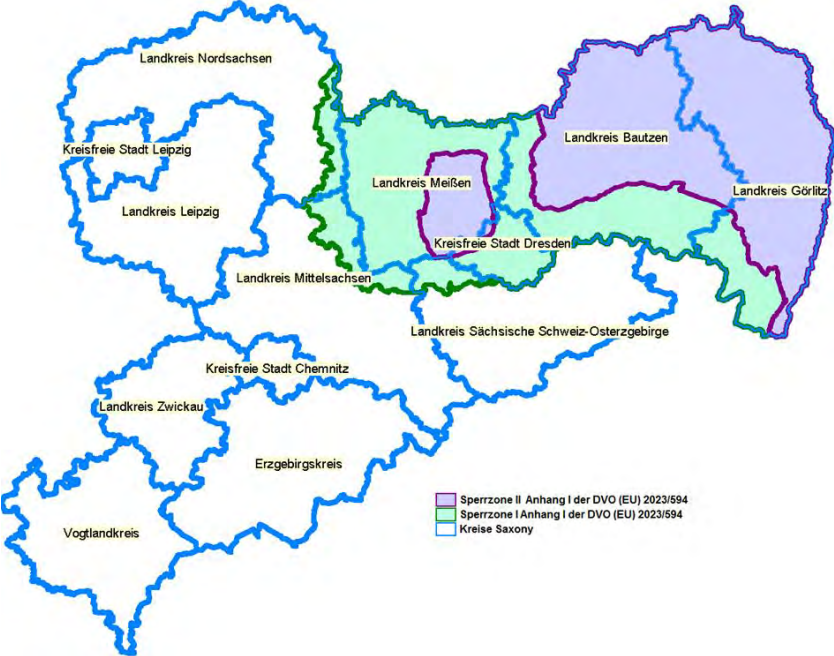 Landkreis Nordsachsen
Kreisfreie Stadt Leipzig
Landkreis Bautzen
Landkreis Meißen
Landkreis Görlitz
Landkreis Leipzig
Kreisfreie Stadt Dresden
Landkreis Mittelsachsen
Landkreis Sächsische Schweiz-Osterzgebirge
Kreisfreie Stadt Chemnitz
Landkreis Zwickau
Erzgebirgskreis
Vogtlandkreis
Sperrzone II Anhang I der DVO (EU) 2023/594
Sperrzone I Anhang I der DVO (EU) 2023/594
Kreise Saxony